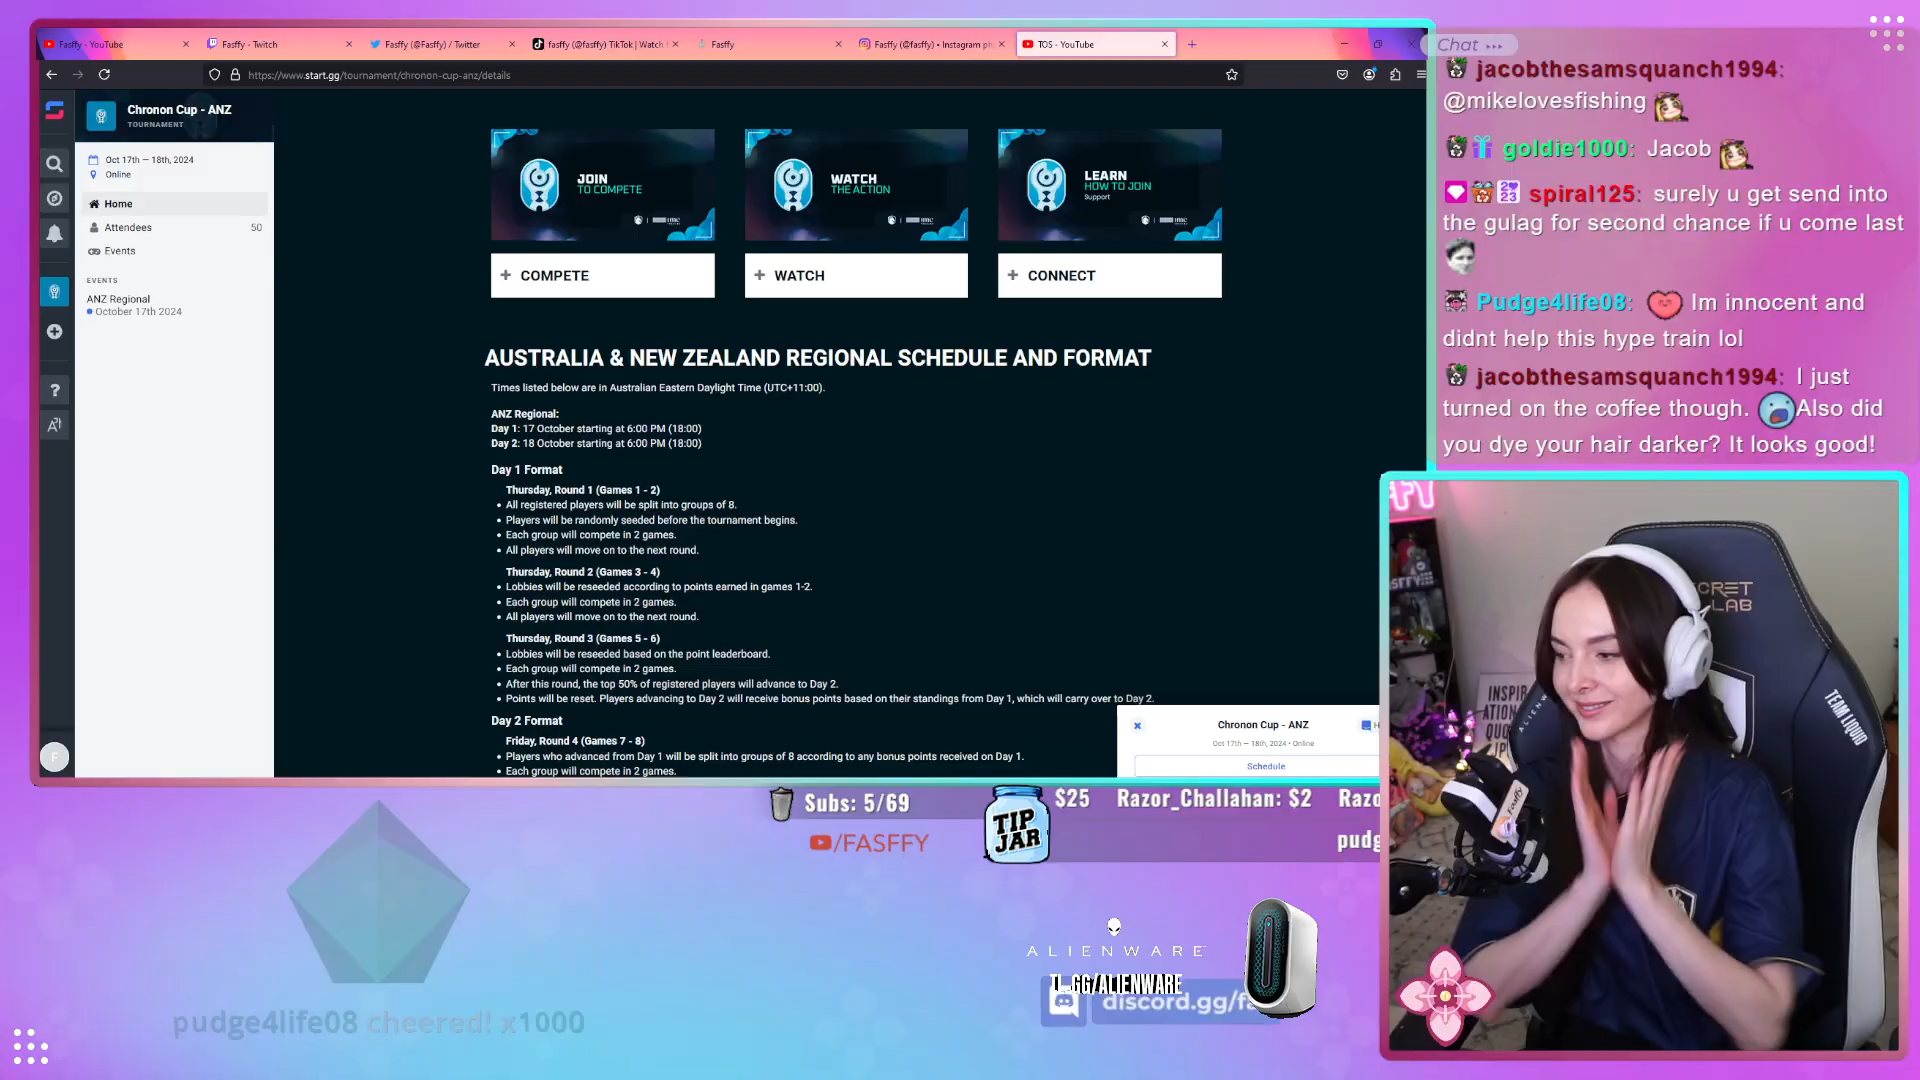 Fasffy - YouTube
Fasffy - Twitch
Fasffy (@Fasffy) / Twitter
fasffy (@fasffy) TikTok | Watch
Fasffy
Fasffy (@fasffy) • Instagram ph
TOS - YouTube
https://www.start.gg/tournament/chronon-cup-anz/details
Chronon Cup - ANZ
TOURNAMENT
Oct 17th — 18th, 2024
Online
Home
Attendees 50
Events
EVENTS
ANZ Regional
October 17th 2024
F
JOIN
TO COMPETE
WATCH
THE ACTION
LEARN
HOW TO JOIN
Support
+ COMPETE
+ WATCH
+ CONNECT
AUSTRALIA & NEW ZEALAND REGIONAL SCHEDULE AND FORMAT
Times listed below are in Australian Eastern Daylight Time (UTC+11:00).
ANZ Regional:
Day 1: 17 October starting at 6:00 PM (18:00)
Day 2: 18 October starting at 6:00 PM (18:00)
Day 1 Format
Thursday, Round 1 (Games 1 - 2)
• All registered players will be split into groups of 8.
• Players will be randomly seeded before the tournament begins.
• Each group will compete in 2 games.
• All players will move on to the next round.
Thursday, Round 2 (Games 3 - 4)
• Lobbies will be reseeded according to points earned in games 1-2.
• Each group will compete in 2 games.
• All players will move on to the next round.
Thursday, Round 3 (Games 5 - 6)
• Lobbies will be reseeded based on the point leaderboard.
• Each group will compete in 2 games.
• After this round, the top 50% of registered players will advance to Day 2.
• Points will be reset. Players advancing to Day 2 will receive bonus points based on their standings from Day 1, which will carry over to Day 2.
Day 2 Format
Friday, Round 4 (Games 7 - 8)
• Players who advanced from Day 1 will be split into groups of 8 according to any bonus points received on Day 1.
• Each group will compete in 2 games.
Chronon Cup - ANZ
Oct 17th — 18th, 2024 • Online
Schedule
Chat
jacobthesamsquanch1994:
@mikelovesfishing
goldie1000: Jacob
spiral125: surely u get send into
the gulag for second chance if u come last
Pudge4life08: Im innocent and
didnt help this hype train lol
jacobthesamsquanch1994: I just
turned on the coffee though. Also did
you dye your hair darker? It looks good!
Subs: 5/69
/FASFFY
TIP
JAR
$25 Razor_Challahan: $2 Razo
pudg
ALIENWARE
TL.GG/ALIENWARE
discord.gg/fa
pudge4life08 cheered! x1000
CRET
LAB
TEAM LIQUID
INSPIR
ATION
QUO
ALIENW
Fasffy